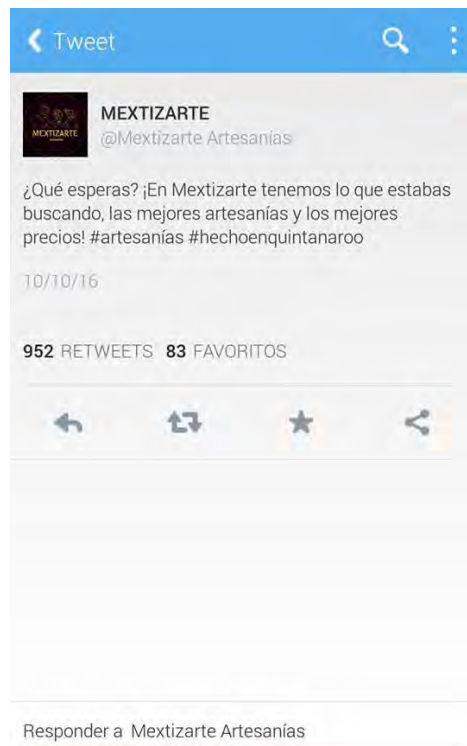 Tweet
MEXTIZARTE
MEXTIZARTE
@Mextizarte Artesanías
¿Qué esperas? ¡En Mextizarte tenemos lo que estabas
buscando, las mejores artesanías y los mejores
precios! #artesanías #hechoenquintanaroo
10/10/16
952 RETWEETS 83 FAVORITOS
Responder a Mextizarte Artesanías